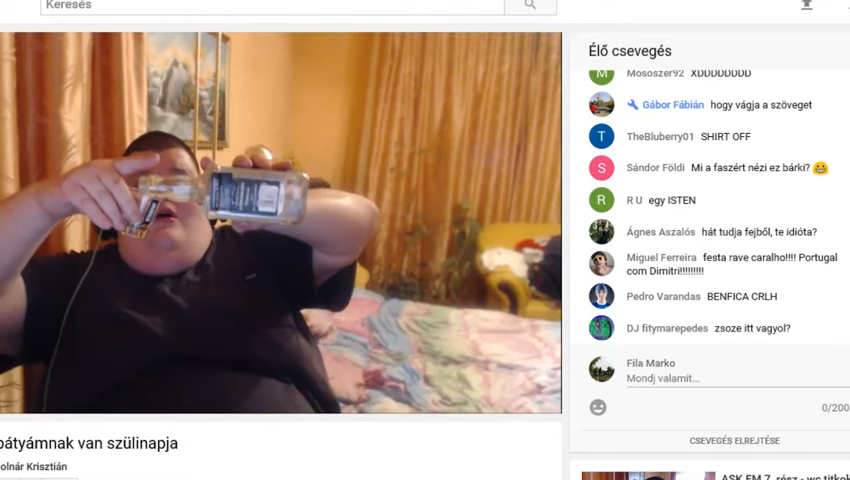 Keresés
Élő csevegés
M
Mososzer92 XDDDDDDDD
Gábor Fábián hogy vágja a szöveget
T
TheBluberry01 SHIRT OFF
S
Sándor Földi Mi a faszért nézi ez bárki?
R
R U egy ISTEN
Ágnes Aszalós hát tudja fejből, te idióta?
Miguel Ferreira festa rave caralho!!!! Portugal
com Dimitri!!!!!!!!!
Pedro Varandas BENFICA CRLH
DJ fitymarepedes zsoze itt vagyol?
Fila Marko
Mondj valamit...
0/200
CSEVEGÉS ELREJTÉSE
bátyámnak van szülinapja
olnár Krisztián
ASK.FM 7. rész - wc titkok